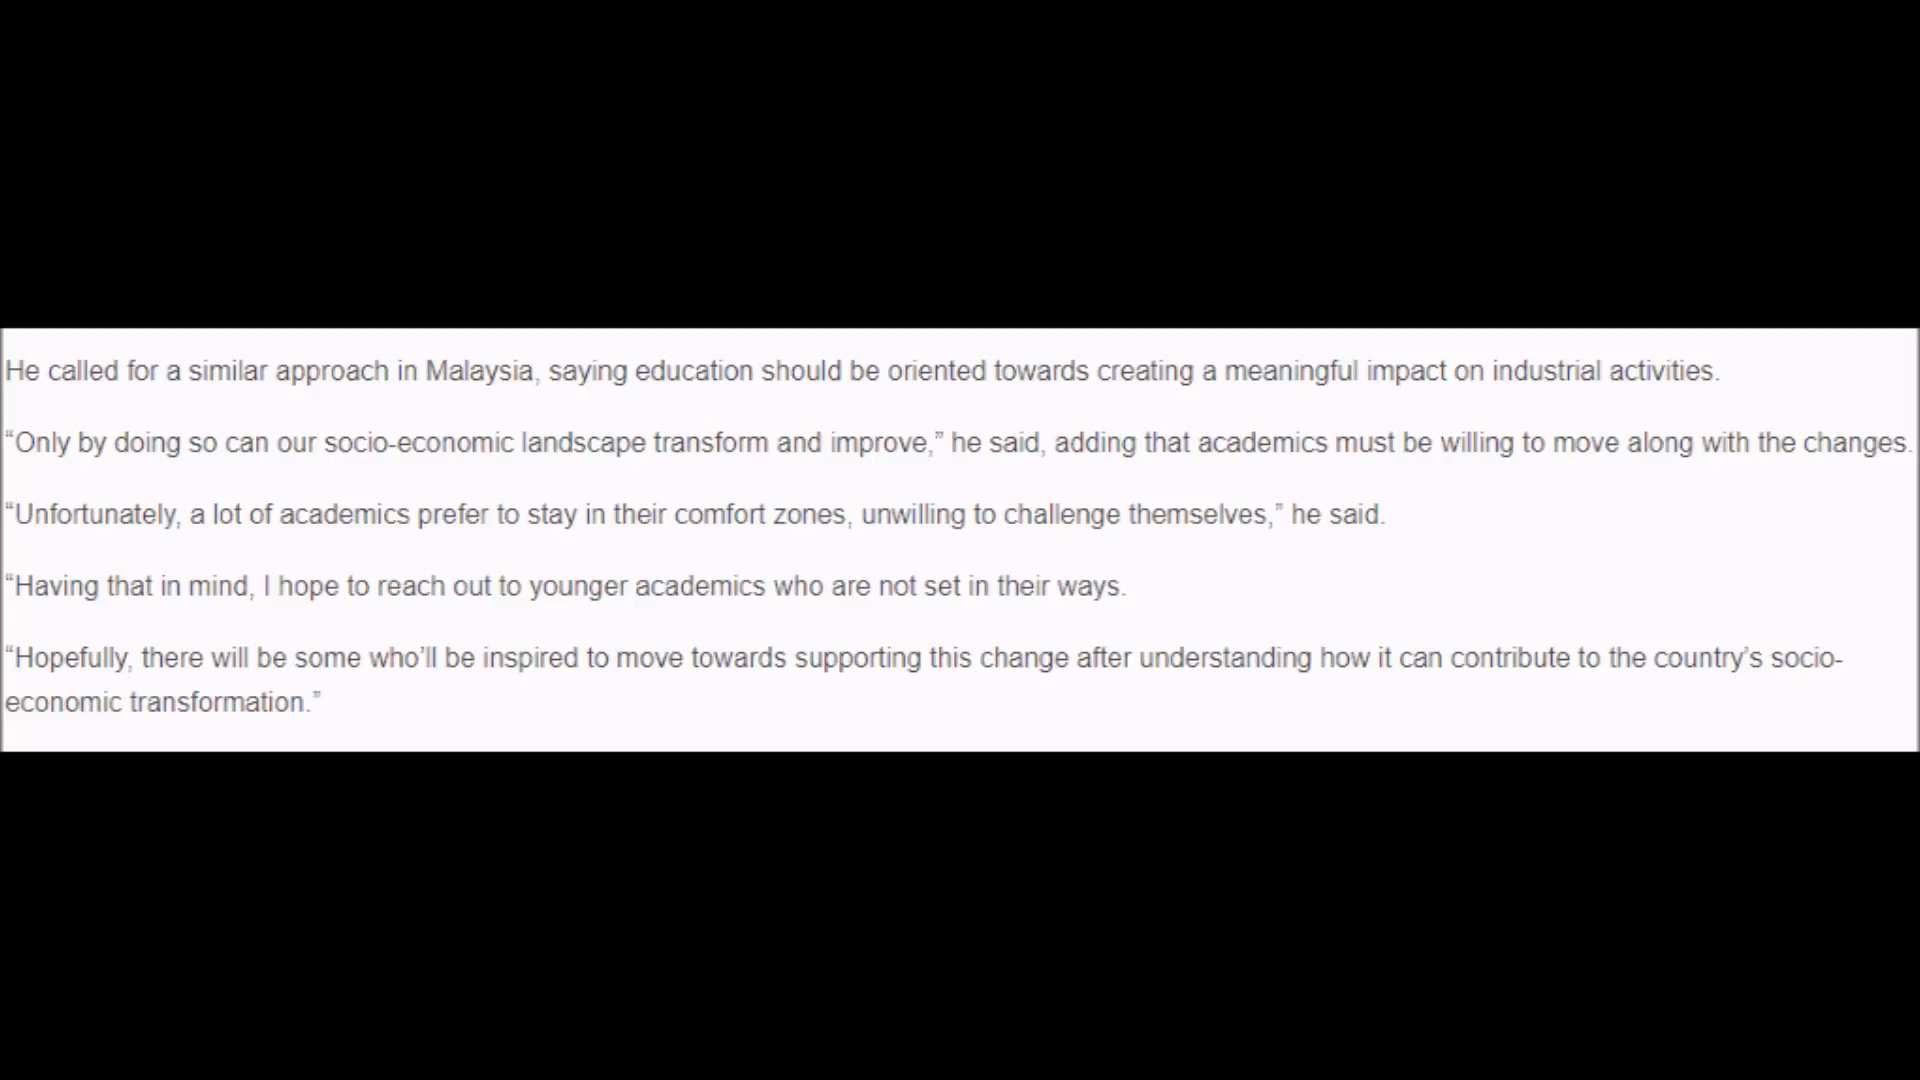 He called for a similar approach in Malaysia, saying education should be oriented towards creating a meaningful impact on industrial activities.
“Only by doing so can our socio-economic landscape transform and improve,” he said, adding that academics must be willing to move along with the changes.
“Unfortunately, a lot of academics prefer to stay in their comfort zones, unwilling to challenge themselves,” he said.
“Having that in mind, I hope to reach out to younger academics who are not set in their ways.
“Hopefully, there will be some who’ll be inspired to move towards supporting this change after understanding how it can contribute to the country’s socio-
economic transformation.”